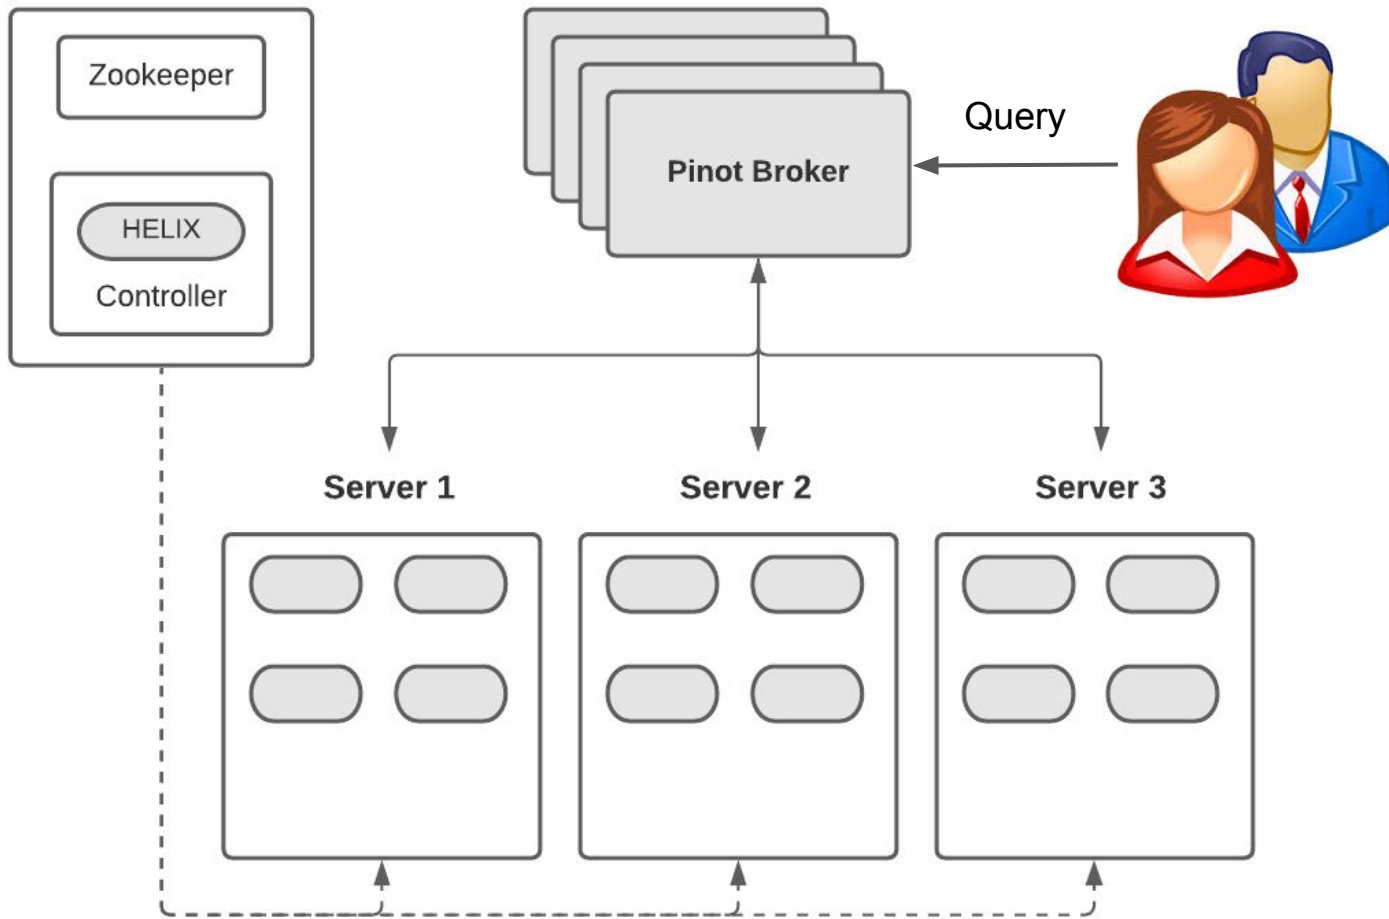 Zookeeper
HELIX
Controller
Pinot Broker
Query
Server 1
Server 2
Server 3